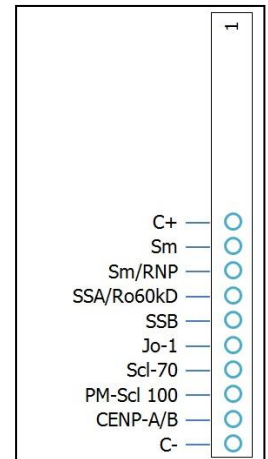 1
C+
Sm
Sm/RNP
SSA/Ro60kD
SSB
Jo-1
Scl-70
PM-Scl 100
CENP-A/B
C-